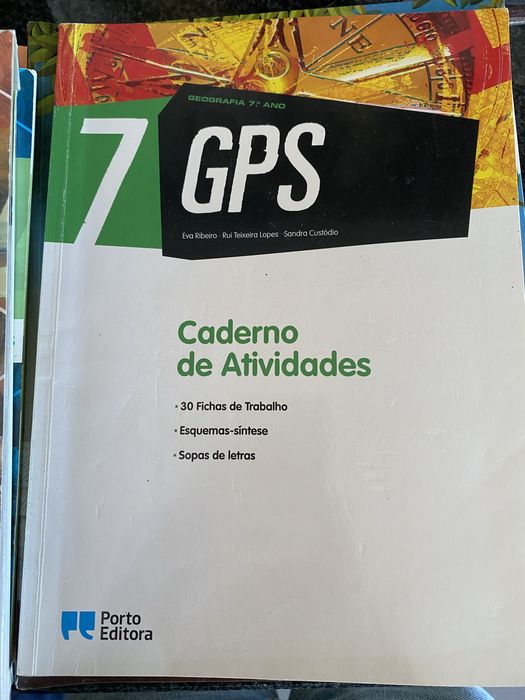 GEOGRAFIA 7.º ANO
7
GPS
Eva Ribeiro · Rui Teixeira Lopes · Sandra Custódio
Caderno
de Atividades
• 30 Fichas de Trabalho
• Esquemas-síntese
• Sopas de letras
Porto
Editora